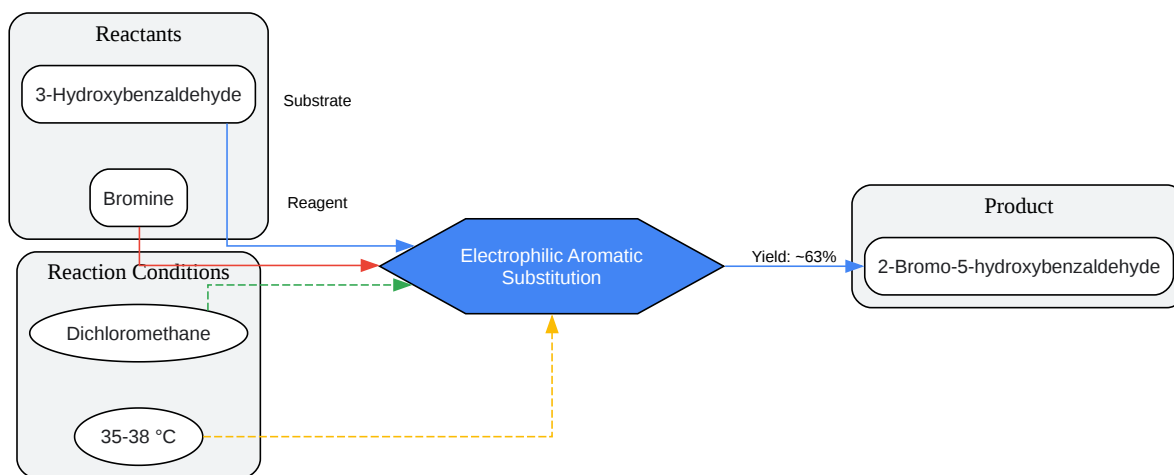 Reactants
3-Hydroxybenzaldehyde
Substrate
Bromine
Reagent
Reaction Conditions
Dichloromethane
35-38 °C
Electrophilic Aromatic
Substitution
Yield: ~63%
Product
2-Bromo-5-hydroxybenzaldehyde